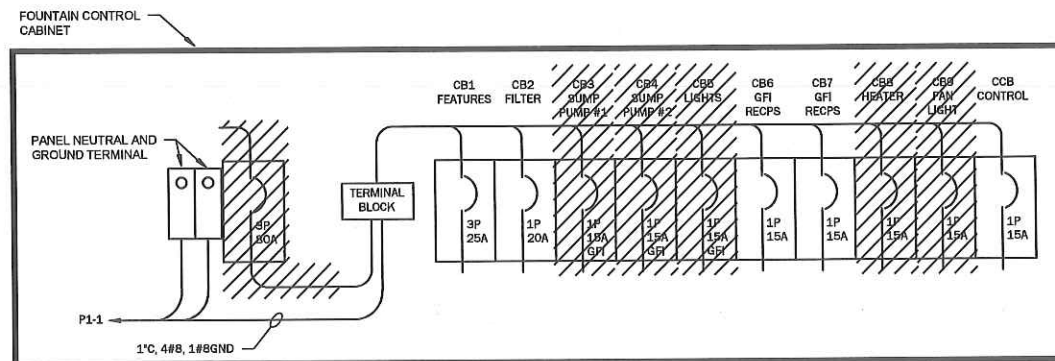 FOUNTAIN CONTROL
CABINET
PANEL NEUTRAL AND
GROUND TERMINAL
3P
80A
TERMINAL
BLOCK
P1-1
1"C, 4#8, 1#8GND
CB1
FEATURES
CB2
FILTER
CB3
SUMP
PUMP #1
CB4
SUMP
PUMP #2
CB5
LIGHTS
CB6
GFI
RECPS
CB7
GFI
RECPS
CB8
HEATER
CB9
PAN
LIGHT
CCB
CONTROL
3P
25A
1P
20A
1P
15A
GFI
1P
15A
GFI
1P
15A
GFI
1P
15A
1P
15A
1P
15A
1P
15A
1P
15A